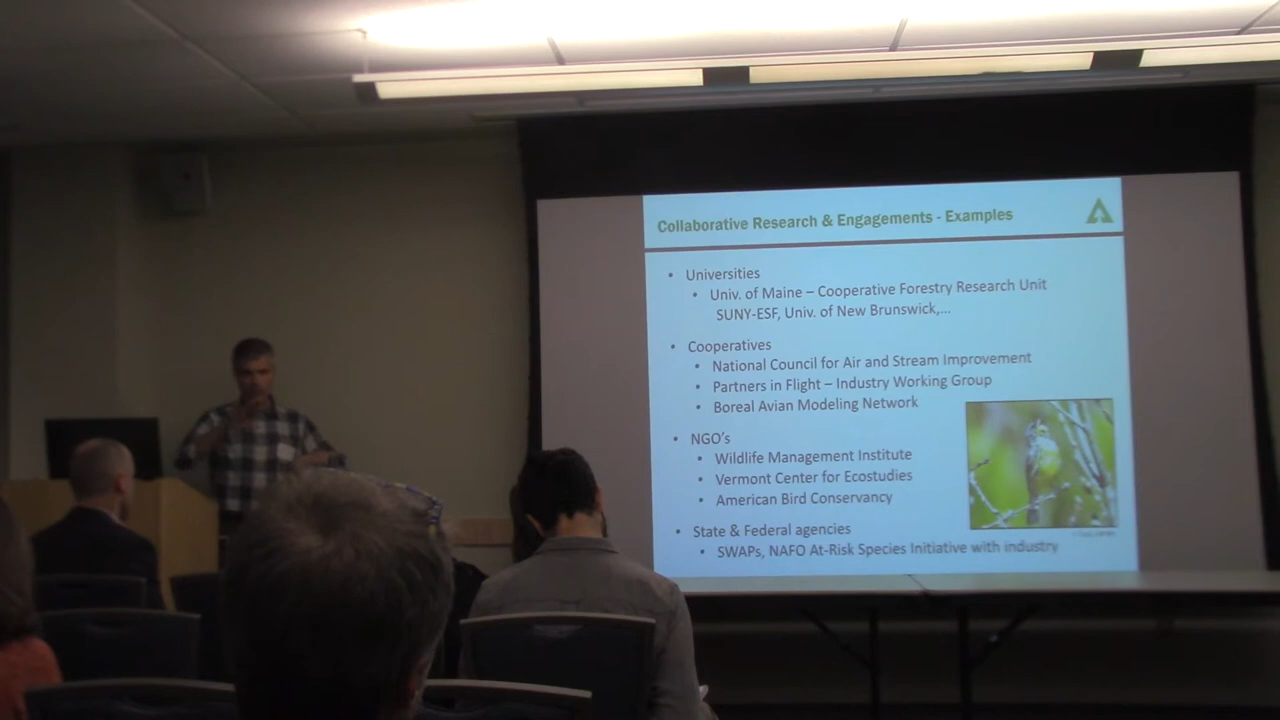 Collaborative Research & Engagements - Examples
• Universities
• Univ. of Maine – Cooperative Forestry Research Unit
SUNY-ESF, Univ. of New Brunswick,...
• Cooperatives
• National Council for Air and Stream Improvement
• Partners in Flight – Industry Working Group
• Boreal Avian Modeling Network
• NGO's
• Wildlife Management Institute
• Vermont Center for Ecostudies
• American Bird Conservancy
• State & Federal agencies
• SWAPs, NAFO At-Risk Species Initiative with industry